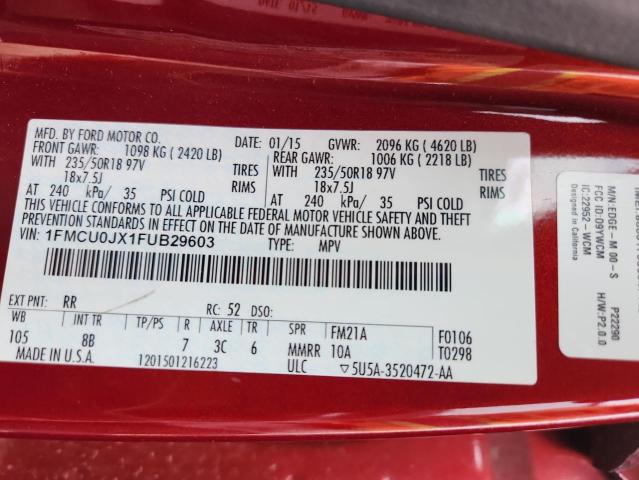 MFD. BY FORD MOTOR CO.
DATE: 01/15 GVWR: 2096 KG ( 4620 LB)
FRONT GAWR: 1098 KG ( 2420 LB) REAR GAWR: 1006 KG ( 2218 LB)
WITH 235/50R18 97V TIRES WITH 235/50R18 97V TIRES
18x7.5J RIMS 18x7.5J RIMS
AT 240 kPa/ 35 PSI COLD AT 240 kPa/ 35 PSI COLD
THIS VEHICLE CONFORMS TO ALL APPLICABLE FEDERAL MOTOR VEHICLE SAFETY AND THEFT
PREVENTION STANDARDS IN EFFECT ON THE DATE OF MANUFACTURE SHOWN ABOVE.
VIN: 1FMCU0JX1FUB29603 TYPE: MPV
EXT PNT: RR RC: 52 DSO:
WB INT TR TP/PS R AXLE TR SPR FM21A F0106
105 8B 7 3C 6 MMRR 10A T0298
MADE IN U.S.A. 1201501216223 ULC ▽5U5A-3520472-AA
M/N:EDGE-M 00-S P22290
FCC ID:O9YWCM H/W:P2.0.0
IC:22952-WCM
Designed in California